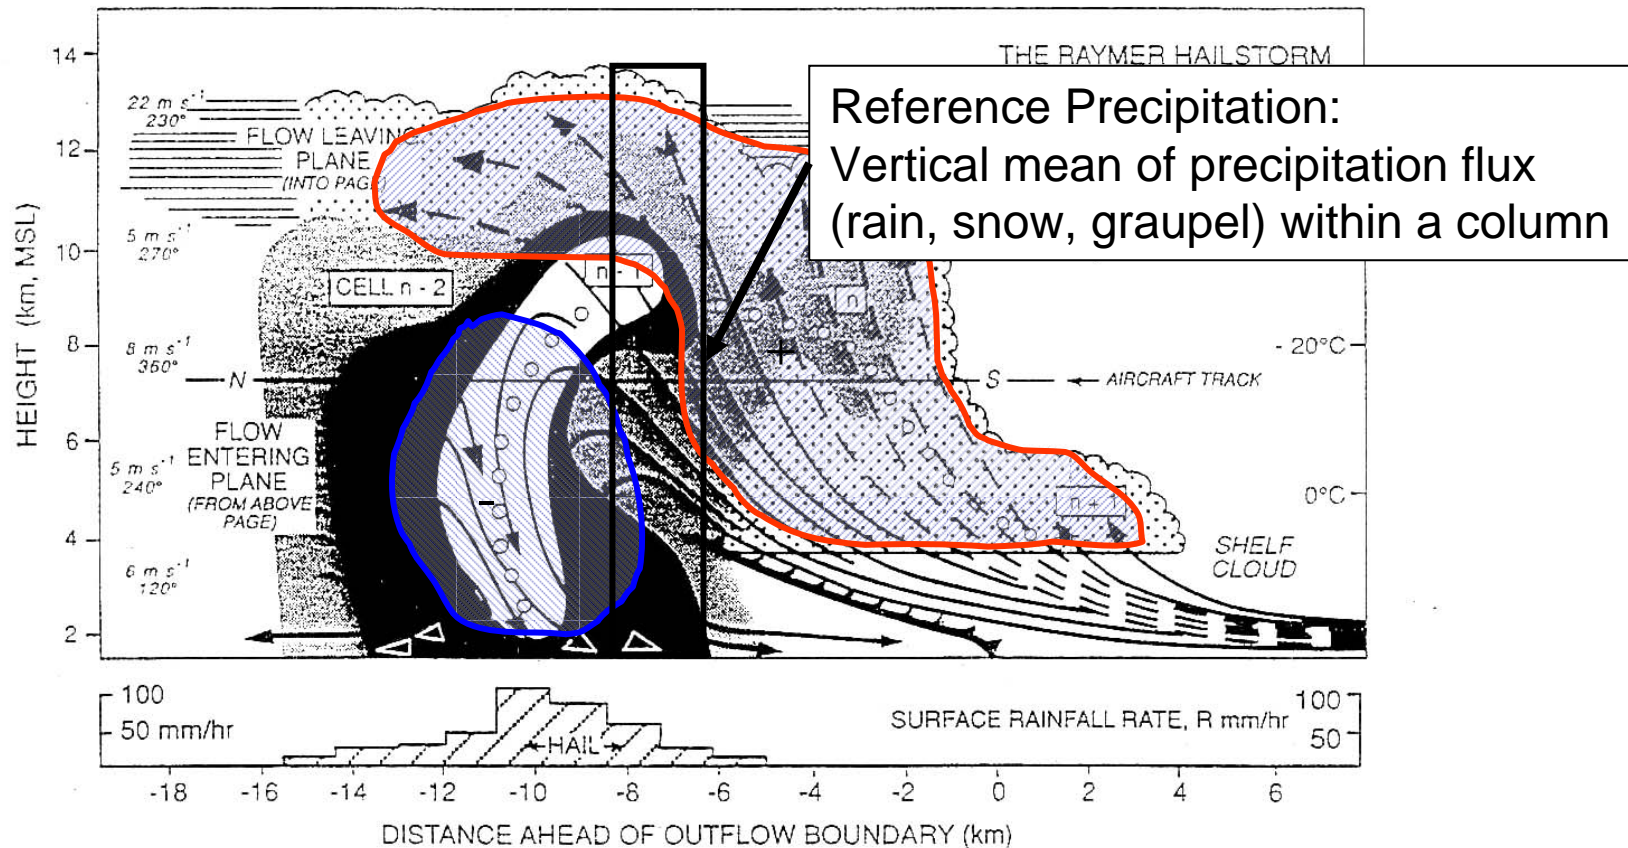 THE RAYMER HAILSTORM
Reference Precipitation:
Vertical mean of precipitation flux
(rain, snow, graupel) within a column
HEIGHT (km, MSL)
14
12
10
8
6
4
2
22 m s⁻¹
230°
FLOW LEAVING
PLANE
(INTO PAGE)
5 m s⁻¹
270°
CELL n - 2
n - 1
n
n + 1
8 m s⁻¹
360°
N
S
AIRCRAFT TRACK
- 20°C
0°C
+
-
FLOW
ENTERING
PLANE
(FROM ABOVE
PAGE)
5 m s⁻¹
240°
6 m s⁻¹
120°
SHELF
CLOUD
100
50 mm/hr
HAIL
SURFACE RAINFALL RATE, R mm/hr
100
50
-18 -16 -14 -12 -10 -8 -6 -4 -2 0 2 4 6
DISTANCE AHEAD OF OUTFLOW BOUNDARY (km)